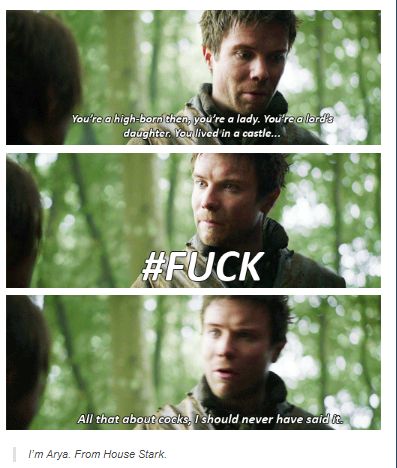 You're a high-born then, you're a lady. You're a lord's
daughter. You lived in a castle...
#FUCK
All that about cocks, I should never have said it.
I'm Arya. From House Stark.